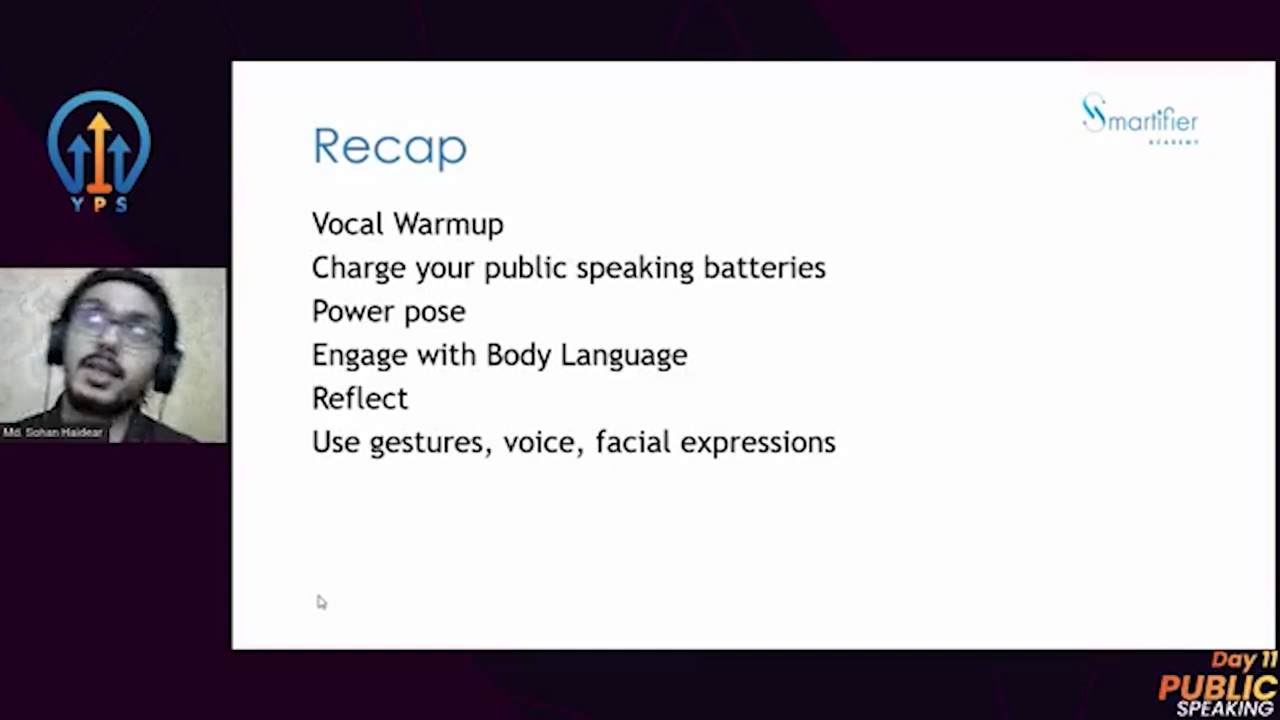 Smartifier
ACADEMY
YPS
Recap
Vocal Warmup
Charge your public speaking batteries
Power pose
Engage with Body Language
Reflect
Use gestures, voice, facial expressions
Md. Sohan Haidear
Day 11
PUBLIC
SPEAKING